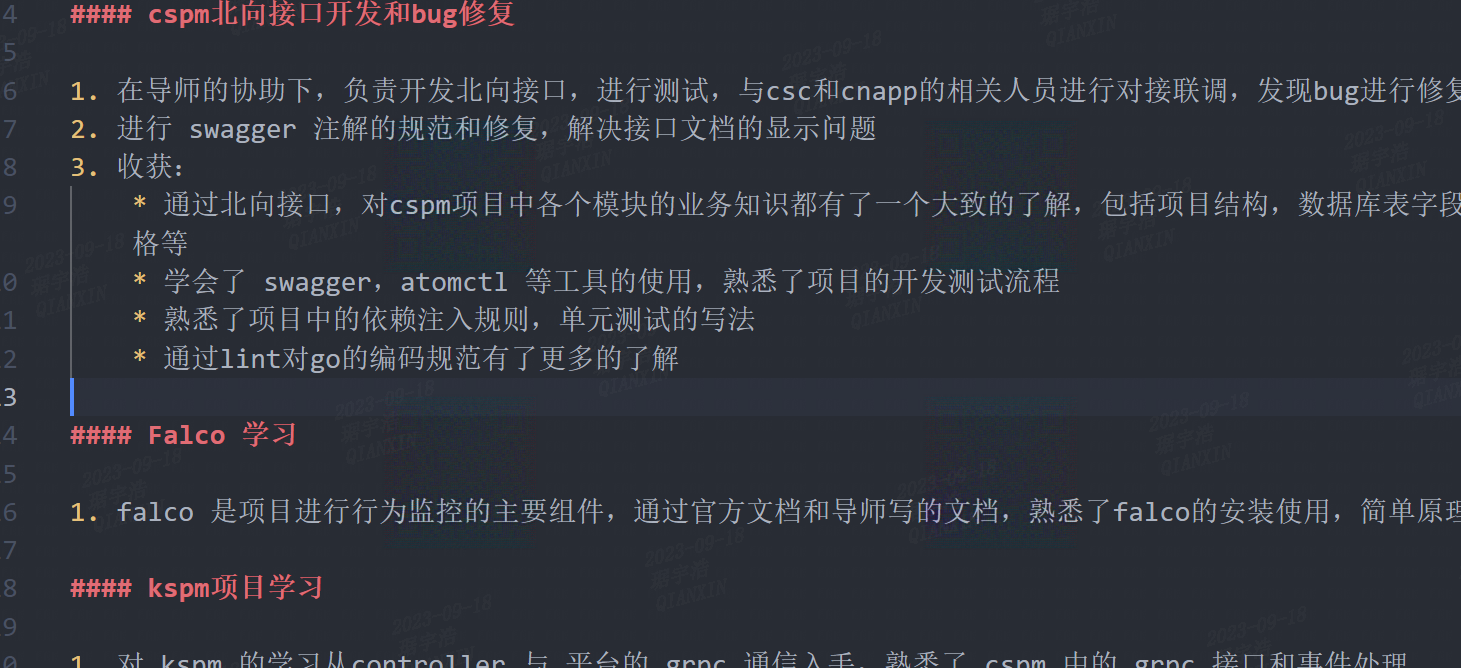 4 #### cspm北向接口开发和bug修复
5
6 1. 在导师的协助下，负责开发北向接口，进行测试，与csc和cnapp的相关人员进行对接联调，发现bug进行修复
7 2. 进行 swagger 注解的规范和修复，解决接口文档的显示问题
8 3. 收获：
9 * 通过北向接口，对cspm项目中各个模块的业务知识都有了一个大致的了解，包括项目结构，数据库表字段
格等
0 * 学会了 swagger，atomctl 等工具的使用，熟悉了项目的开发测试流程
1 * 熟悉了项目中的依赖注入规则，单元测试的写法
2 * 通过lint对go的编码规范有了更多的了解
3
4 #### Falco 学习
5
6 1. falco 是项目进行行为监控的主要组件，通过官方文档和导师写的文档，熟悉了falco的安装使用，简单原理
7
8 #### kspm项目学习
9
0 1. 对 kspm 的学习从controller 与 平台的 grpc 通信入手，熟悉了 cspm 中的 grpc 接口和事件处理
2023-09-18
QIANXIN